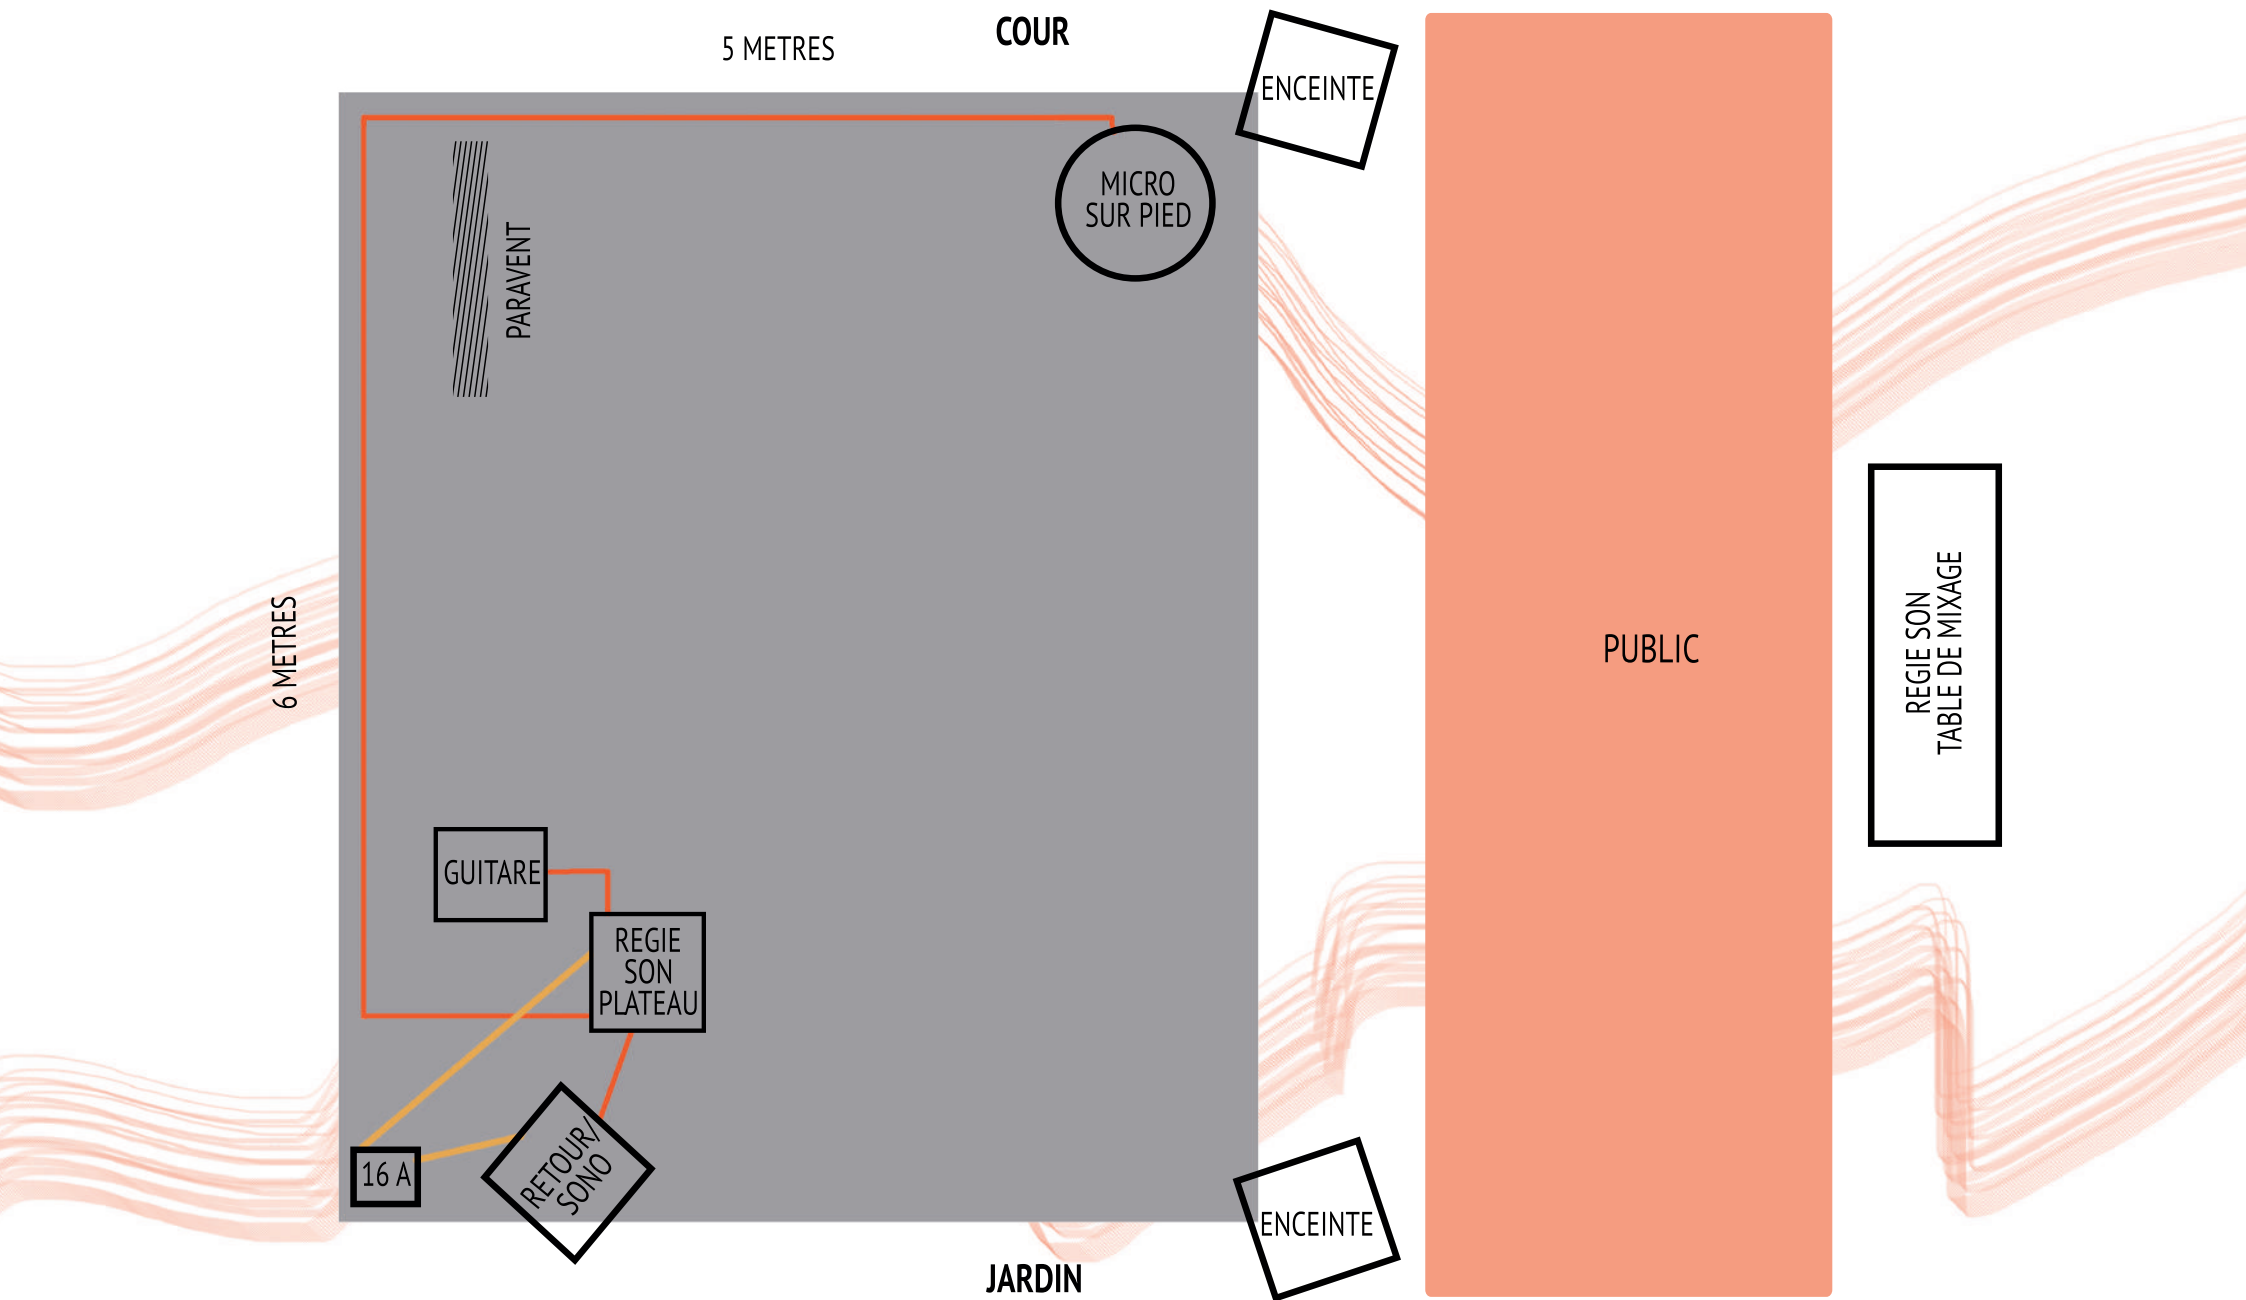 COUR
5 METRES
ENCEINTE
MICRO
SUR PIED
PARAVENT
6 METRES
PUBLIC
REGIE SON
TABLE DE MIXAGE
GUITARE
REGIE
SON
PLATEAU
16 A
RETOUR/
SONO
ENCEINTE
JARDIN